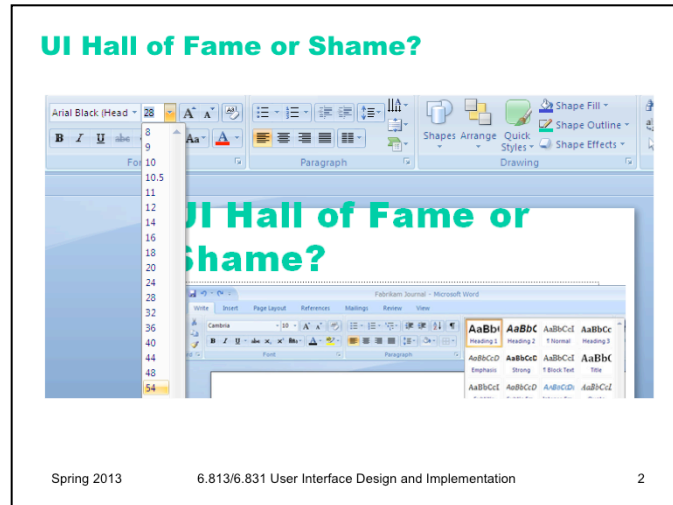 UI Hall of Fame or Shame?
Arial Black (Head 28 A A
B I U abc Aa A
Shapes Arrange Quick Styles
Shape Fill
Shape Outline
Shape Effects
Paragraph Drawing
8
9
10
10.5
11
12
14
16
18
20
24
28
32
36
40
44
48
54
UI Hall of Fame or
Shame?
Fabrikam Journal - Microsoft Word
Write Insert Page Layout References Mailings Review View
Cambria 10 A A
B I U abc
Font Paragraph
AaBb AaBbC AaBbCcI AaBbCc
Heading 1 Heading 2 Heading 3
¶ Normal
AaBbCcD AaBbCcC AaBbCcI AaBbC
Emphasis Strong ¶ Block Text Title
AaBbCcI AaBbCcD AaBbCcD AaBbCcI
Spring 2013 6.813/6.831 User Interface Design and Implementation 2